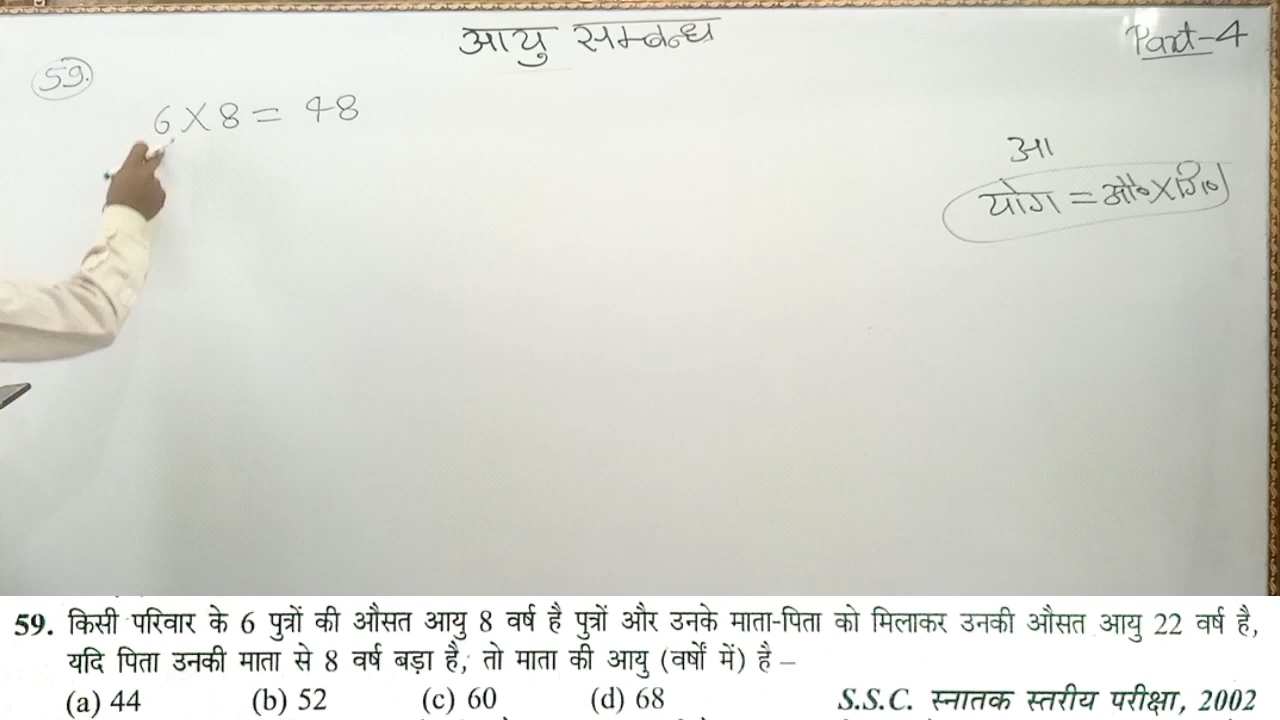 आयु सम्बन्ध
Part-4
59.
6 X 8 = 48
आ
योग = औ० X गि०
59. किसी परिवार के 6 पुत्रों की औसत आयु 8 वर्ष है पुत्रों और उनके माता-पिता को मिलाकर उनकी औसत आयु 22 वर्ष है,
यदि पिता उनकी माता से 8 वर्ष बड़ा है, तो माता की आयु (वर्षों में) है –
(a) 44 (b) 52 (c) 60 (d) 68 S.S.C. स्नातक स्तरीय परीक्षा, 2002